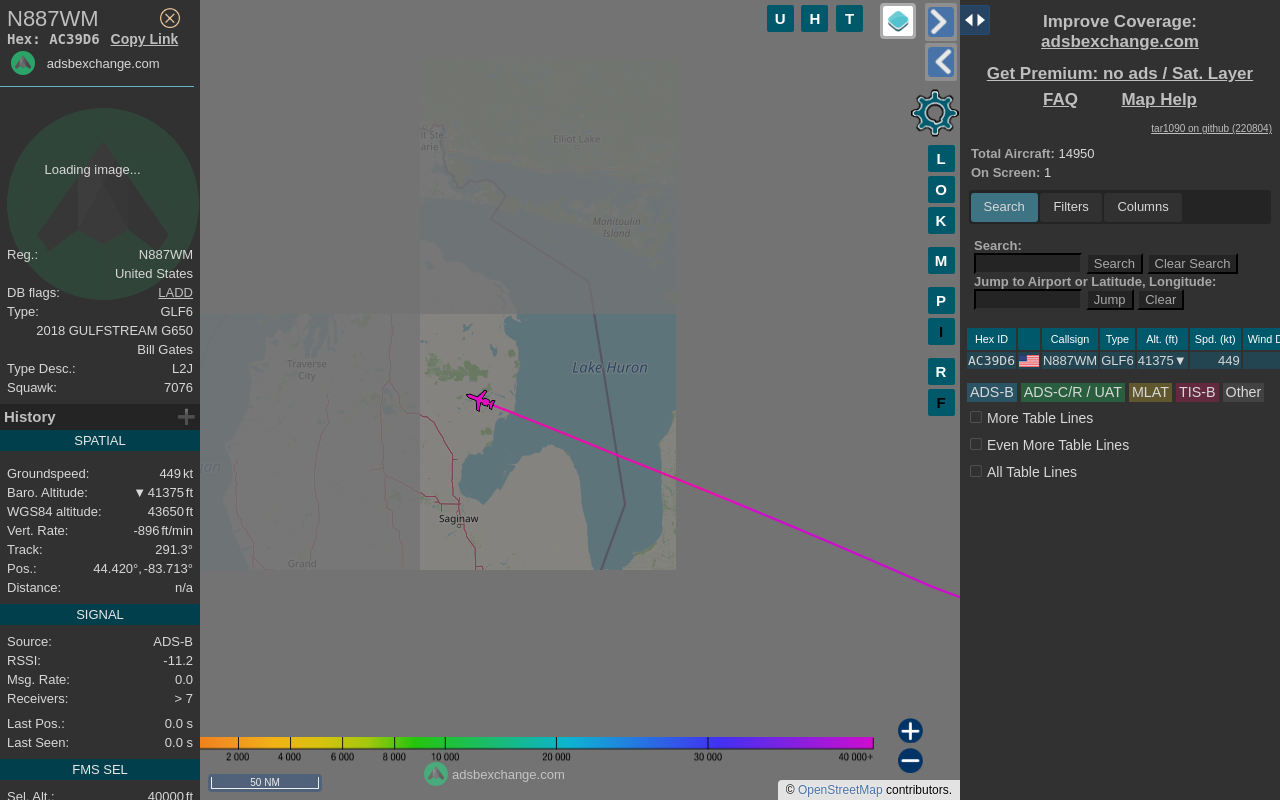 N887WM
Hex: AC39D6 Copy Link
adsbexchange.com
Loading image...
Reg.: N887WM
United States
DB flags: LADD
Type: GLF6
2018 GULFSTREAM G650
Bill Gates
Type Desc.: L2J
Squawk: 7076
History
SPATIAL
Groundspeed: 449 kt
Baro. Altitude: ▼ 41375 ft
WGS84 altitude: 43650 ft
Vert. Rate: -896 ft/min
Track: 291.3°
Pos.: 44.420°, -83.713°
Distance: n/a
SIGNAL
Source: ADS-B
RSSI: -11.2
Msg. Rate: 0.0
Receivers: > 7
Last Pos.: 0.0 s
Last Seen: 0.0 s
FMS SEL
Sel. Alt.: 40000 ft
U H T
L
O
K
M
P
I
R
F
Elliot Lake
Manitoulin
Island
Lake Huron
Traverse
City
Saginaw
Grand
2 000 4 000 6 000 8 000 10 000 20 000 30 000 40 000+
adsbexchange.com
50 NM
© OpenStreetMap contributors.
Improve Coverage:
adsbexchange.com
Get Premium: no ads / Sat. Layer
FAQ Map Help
tar1090 on github (220804)
Total Aircraft: 14950
On Screen: 1
Search Filters Columns
Search:
Search Clear Search
Jump to Airport or Latitude, Longitude:
Jump Clear
Hex ID Callsign Type Alt. (ft) Spd. (kt) Wind D
AC39D6 N887WM GLF6 41375▼ 449
ADS-B ADS-C/R / UAT MLAT TIS-B Other
More Table Lines
Even More Table Lines
All Table Lines